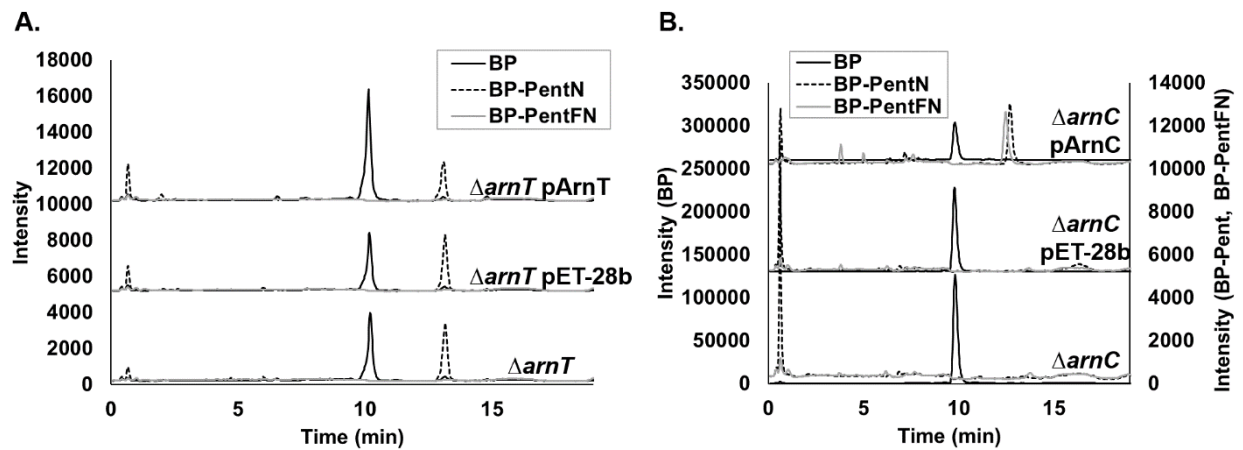 A.
18000
16000
14000
12000
10000
8000
6000
4000
2000
0
Intensity
BP
BP-PentN
BP-PentFN
ΔarnT pArnT
ΔarnT pET-28b
ΔarnT
0 5 10 15
Time (min)
B.
350000
300000
250000
200000
150000
100000
50000
0
Intensity (BP)
BP
BP-PentN
BP-PentFN
ΔarnC
pArnC
ΔarnC
pET-28b
ΔarnC
14000
12000
10000
8000
6000
4000
2000
0
Intensity (BP-Pent, BP-PentFN)
0 5 10 15
Time (min)